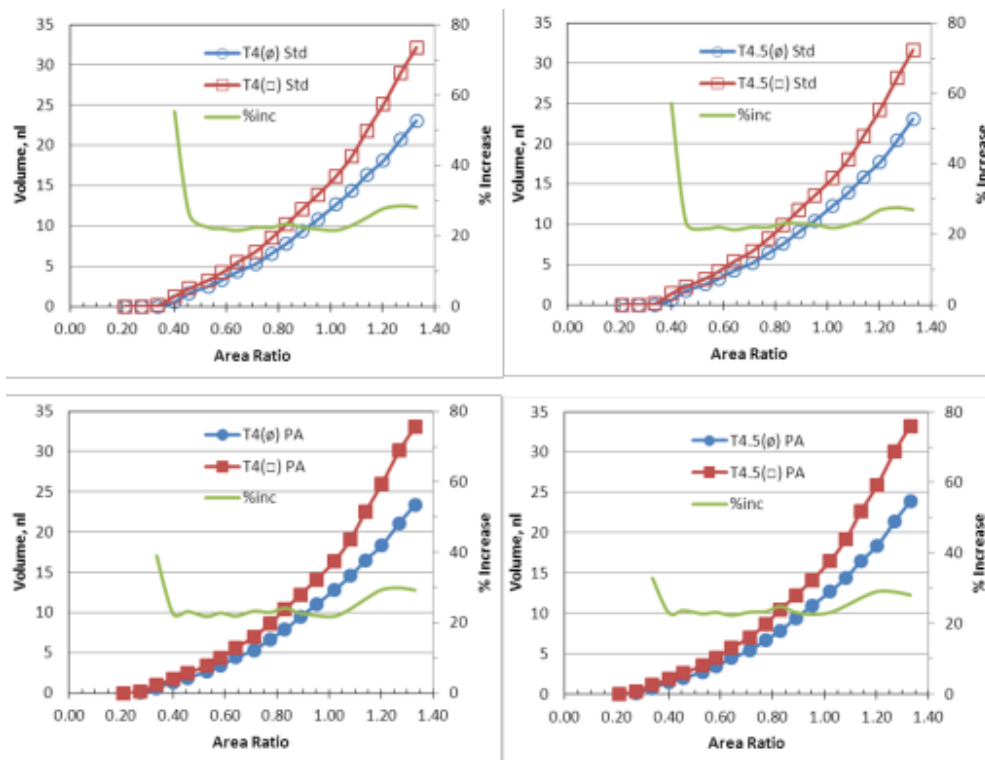 35
30
25
20
15
10
5
0
Volume, nl
T4(ø) Std
T4(□) Std
%inc
80
60
40
20
0
% Increase
0.00 0.20 0.40 0.60 0.80 1.00 1.20 1.40
Area Ratio
35
30
25
20
15
10
5
0
Volume, nl
T4.5(ø) Std
T4.5(□) Std
%inc
80
60
40
20
0
% Increase
0.00 0.20 0.40 0.60 0.80 1.00 1.20 1.40
Area Ratio
35
30
25
20
15
10
5
0
Volume, nl
T4(ø) PA
T4(□) PA
%inc
80
60
40
20
0
% Increase
0.00 0.20 0.40 0.60 0.80 1.00 1.20 1.40
Area Ratio
35
30
25
20
15
10
5
0
Volume, nl
T4.5(ø) PA
T4.5(□) PA
%inc
80
60
40
20
0
% Increase
0.00 0.20 0.40 0.60 0.80 1.00 1.20 1.40
Area Ratio